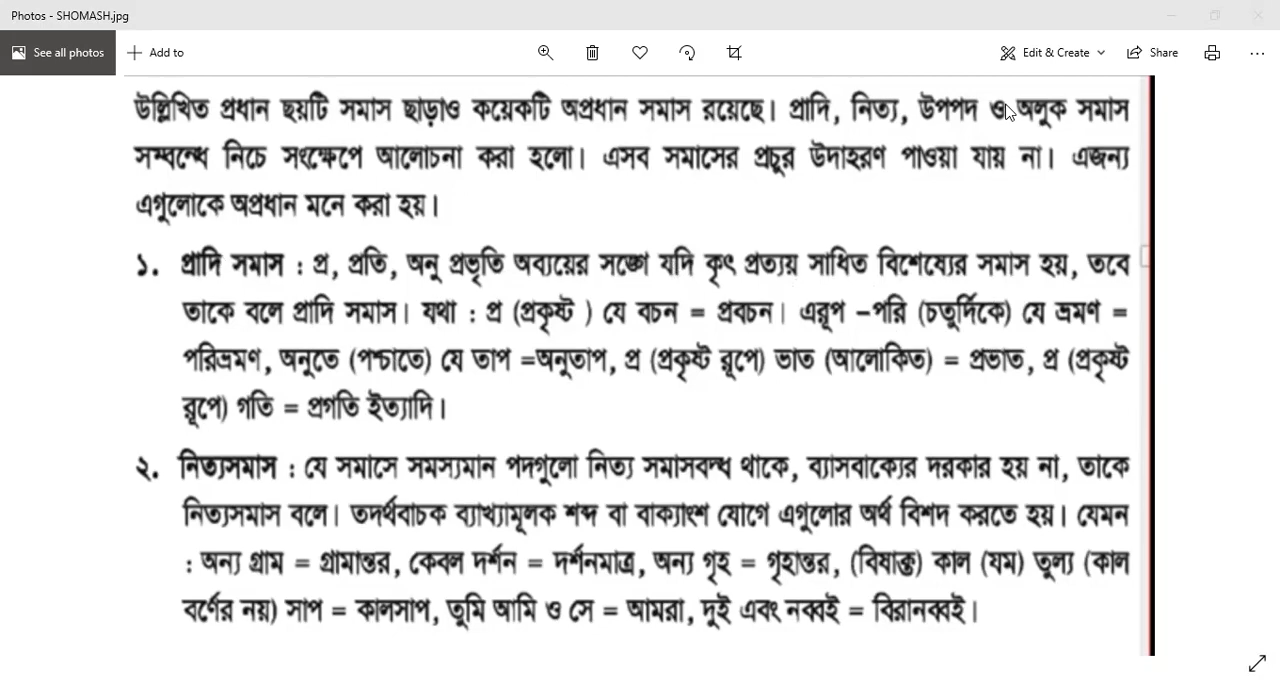 Photos - SHOMASH.jpg
See all photos
Add to
Edit & Create
Share
উল্লিখিত প্রধান ছয়টি সমাস ছাড়াও কয়েকটি অপ্রধান সমাস রয়েছে। প্রাদি, নিত্য, উপপদ ও অলুক সমাস
সম্বন্ধে নিচে সংক্ষেপে আলোচনা করা হলো। এসব সমাসের প্রচুর উদাহরণ পাওয়া যায় না। এজন্য
এগুলোকে অপ্রধান মনে করা হয়।
১. প্রাদি সমাস : প্র, প্রতি, অনু প্রভৃতি অব্যয়ের সঙ্গে যদি কৃৎ প্রত্যয় সাধিত বিশেষ্যের সমাস হয়, তবে
তাকে বলে প্রাদি সমাস। যথা : প্র (প্রকৃষ্ট ) যে বচন = প্রবচন। এরূপ –পরি (চতুর্দিকে) যে ভ্রমণ =
পরিভ্রমণ, অনুতে (পশ্চাতে) যে তাপ =অনুতাপ, প্র (প্রকৃষ্ট রূপে) ভাত (আলোকিত) = প্রভাত, প্র (প্রকৃষ্ট
রূপে) গতি = প্রগতি ইত্যাদি।
২. নিত্যসমাস : যে সমাসে সমস্যমান পদগুলো নিত্য সমাসবদ্ধ থাকে, ব্যাসবাক্যের দরকার হয় না, তাকে
নিত্যসমাস বলে। তদর্থবাচক ব্যাখ্যামূলক শব্দ বা বাক্যাংশ যোগে এগুলোর অর্থ বিশদ করতে হয়। যেমন
: অন্য গ্রাম = গ্রামান্তর, কেবল দর্শন = দর্শনমাত্র, অন্য গৃহ = গৃহান্তর, (বিষাক্ত) কাল (যম) তুল্য (কাল
বর্ণের নয়) সাপ = কালসাপ, তুমি আমি ও সে = আমরা, দুই এবং নব্বই = বিরানব্বই।